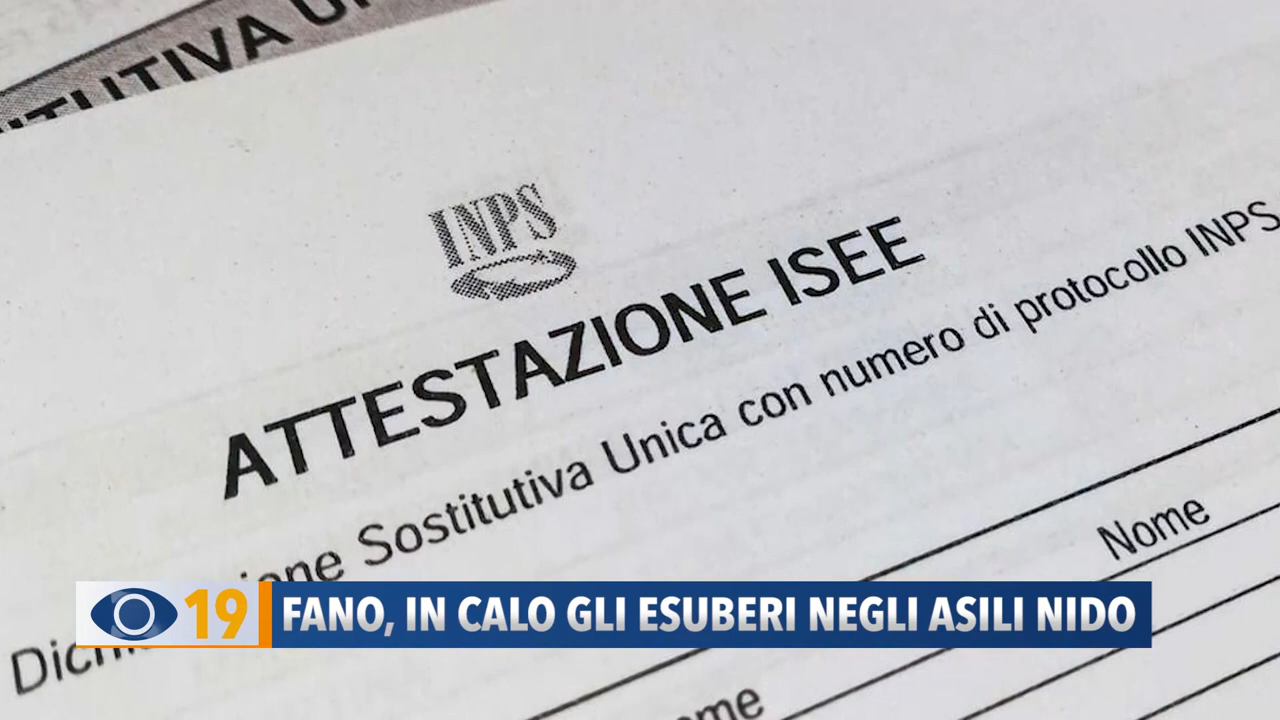 INPS
ATTESTAZIONE ISEE
Sostitutiva Unica con numero di protocollo INPS
Nome
19
FANO, IN CALO GLI ESUBERI NEGLI ASILI NIDO